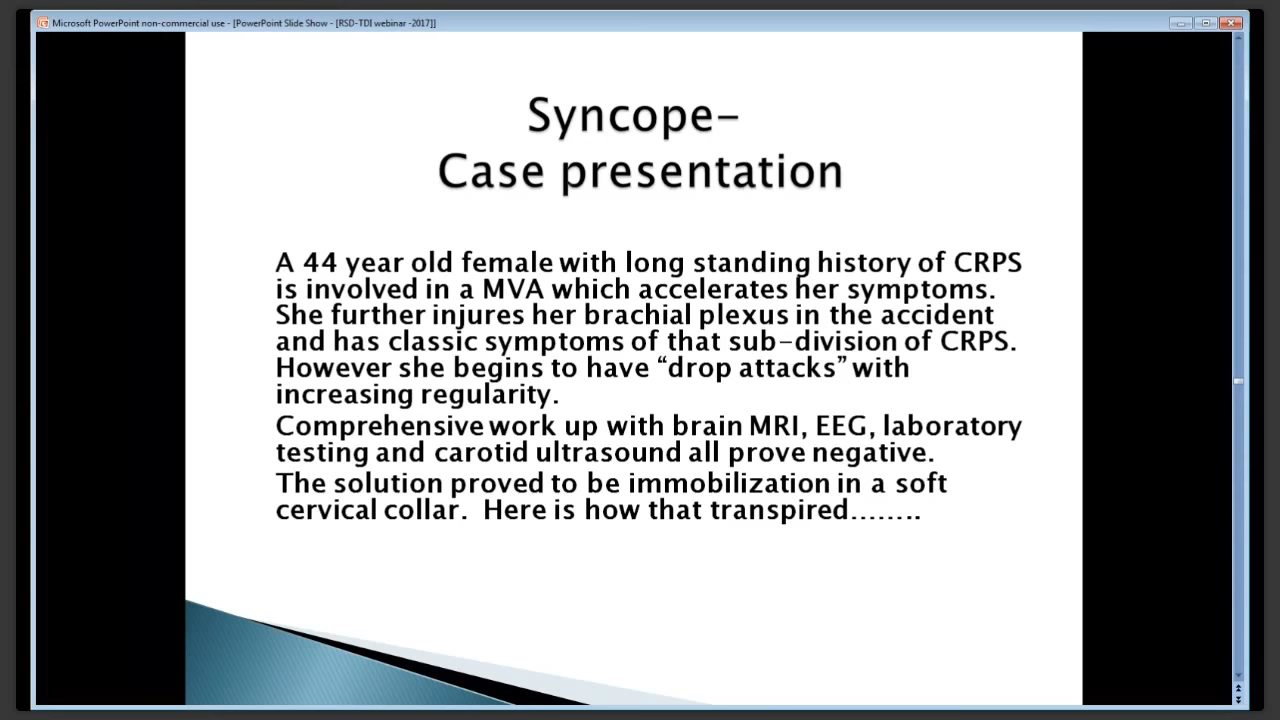 Microsoft PowerPoint non-commercial use - [PowerPoint Slide Show - [RSD-TDI webinar -2017]]
Syncope-
Case presentation
A 44 year old female with long standing history of CRPS
is involved in a MVA which accelerates her symptoms.
She further injures her brachial plexus in the accident
and has classic symptoms of that sub-division of CRPS.
However she begins to have “drop attacks” with
increasing regularity.
Comprehensive work up with brain MRI, EEG, laboratory
testing and carotid ultrasound all prove negative.
The solution proved to be immobilization in a soft
cervical collar.  Here is how that transpired……..